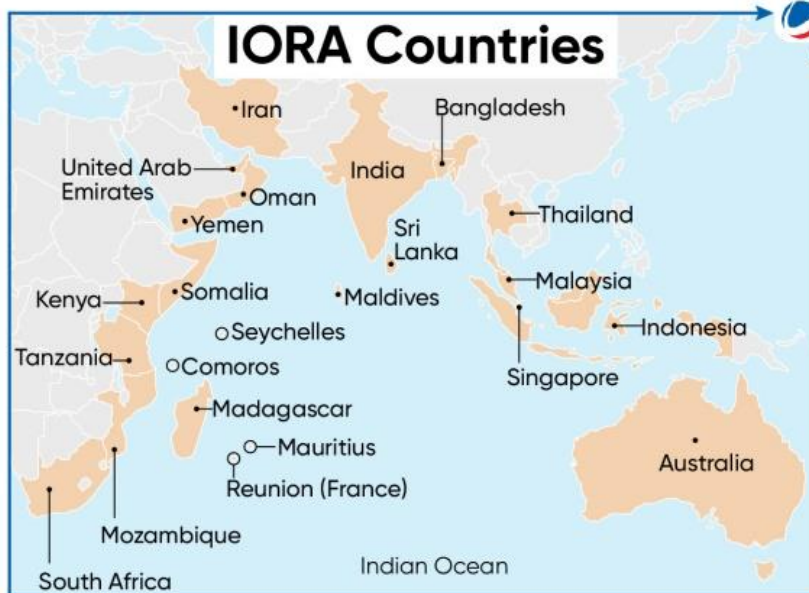 IORA Countries
Iran
Bangladesh
United Arab
Emirates
India
Oman
Yemen
Thailand
Sri
Lanka
Kenya
Somalia
Maldives
Malaysia
Seychelles
Indonesia
Tanzania
Comoros
Singapore
Madagascar
Mauritius
Australia
Reunion (France)
Mozambique
Indian Ocean
South Africa